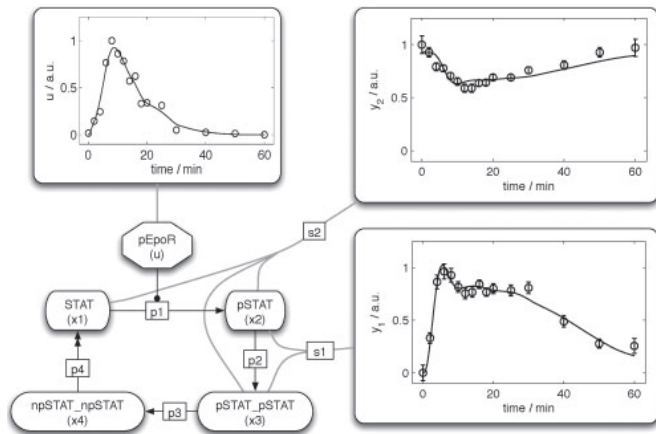 1
0.5
0
u / a.u.
0 20 40 60
time / min
1
0.5
0
y2 / a.u.
0 20 40 60
time / min
pEpoR
(u)
s2
STAT
(x1)
p1
pSTAT
(x2)
p4
p2
s1
npSTAT_npSTAT
(x4)
p3
pSTAT_pSTAT
(x3)
1
0.5
0
y1 / a.u.
0 20 40 60
time / min